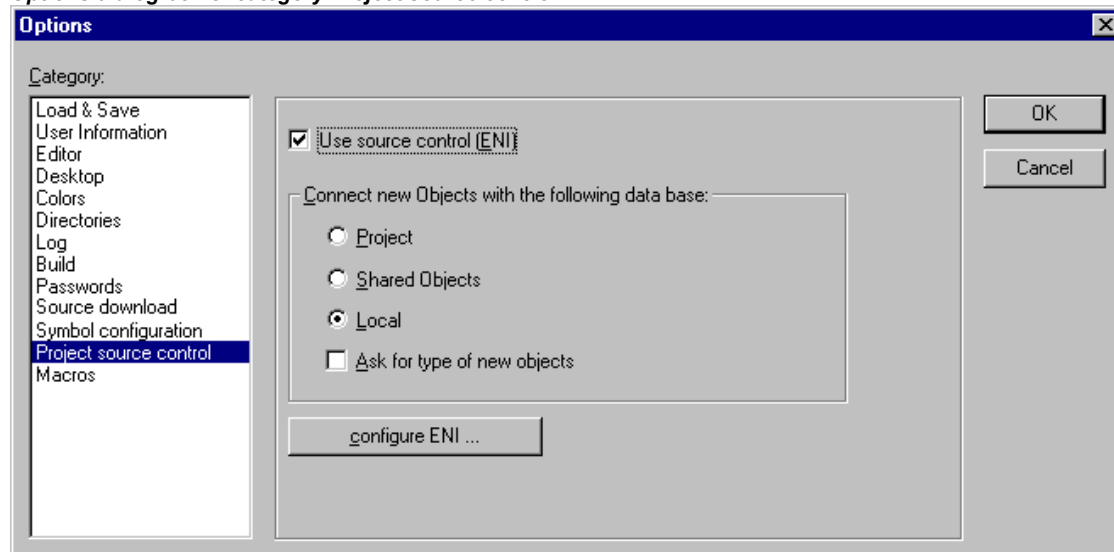 Options
Category:
Load & Save
User Information
Editor
Desktop
Colors
Directories
Log
Build
Passwords
Source download
Symbol configuration
Project source control
Macros
Use source control (ENI)
Connect new Objects with the following data base:
Project
Shared Objects
Local
Ask for type of new objects
configure ENI ...
OK
Cancel